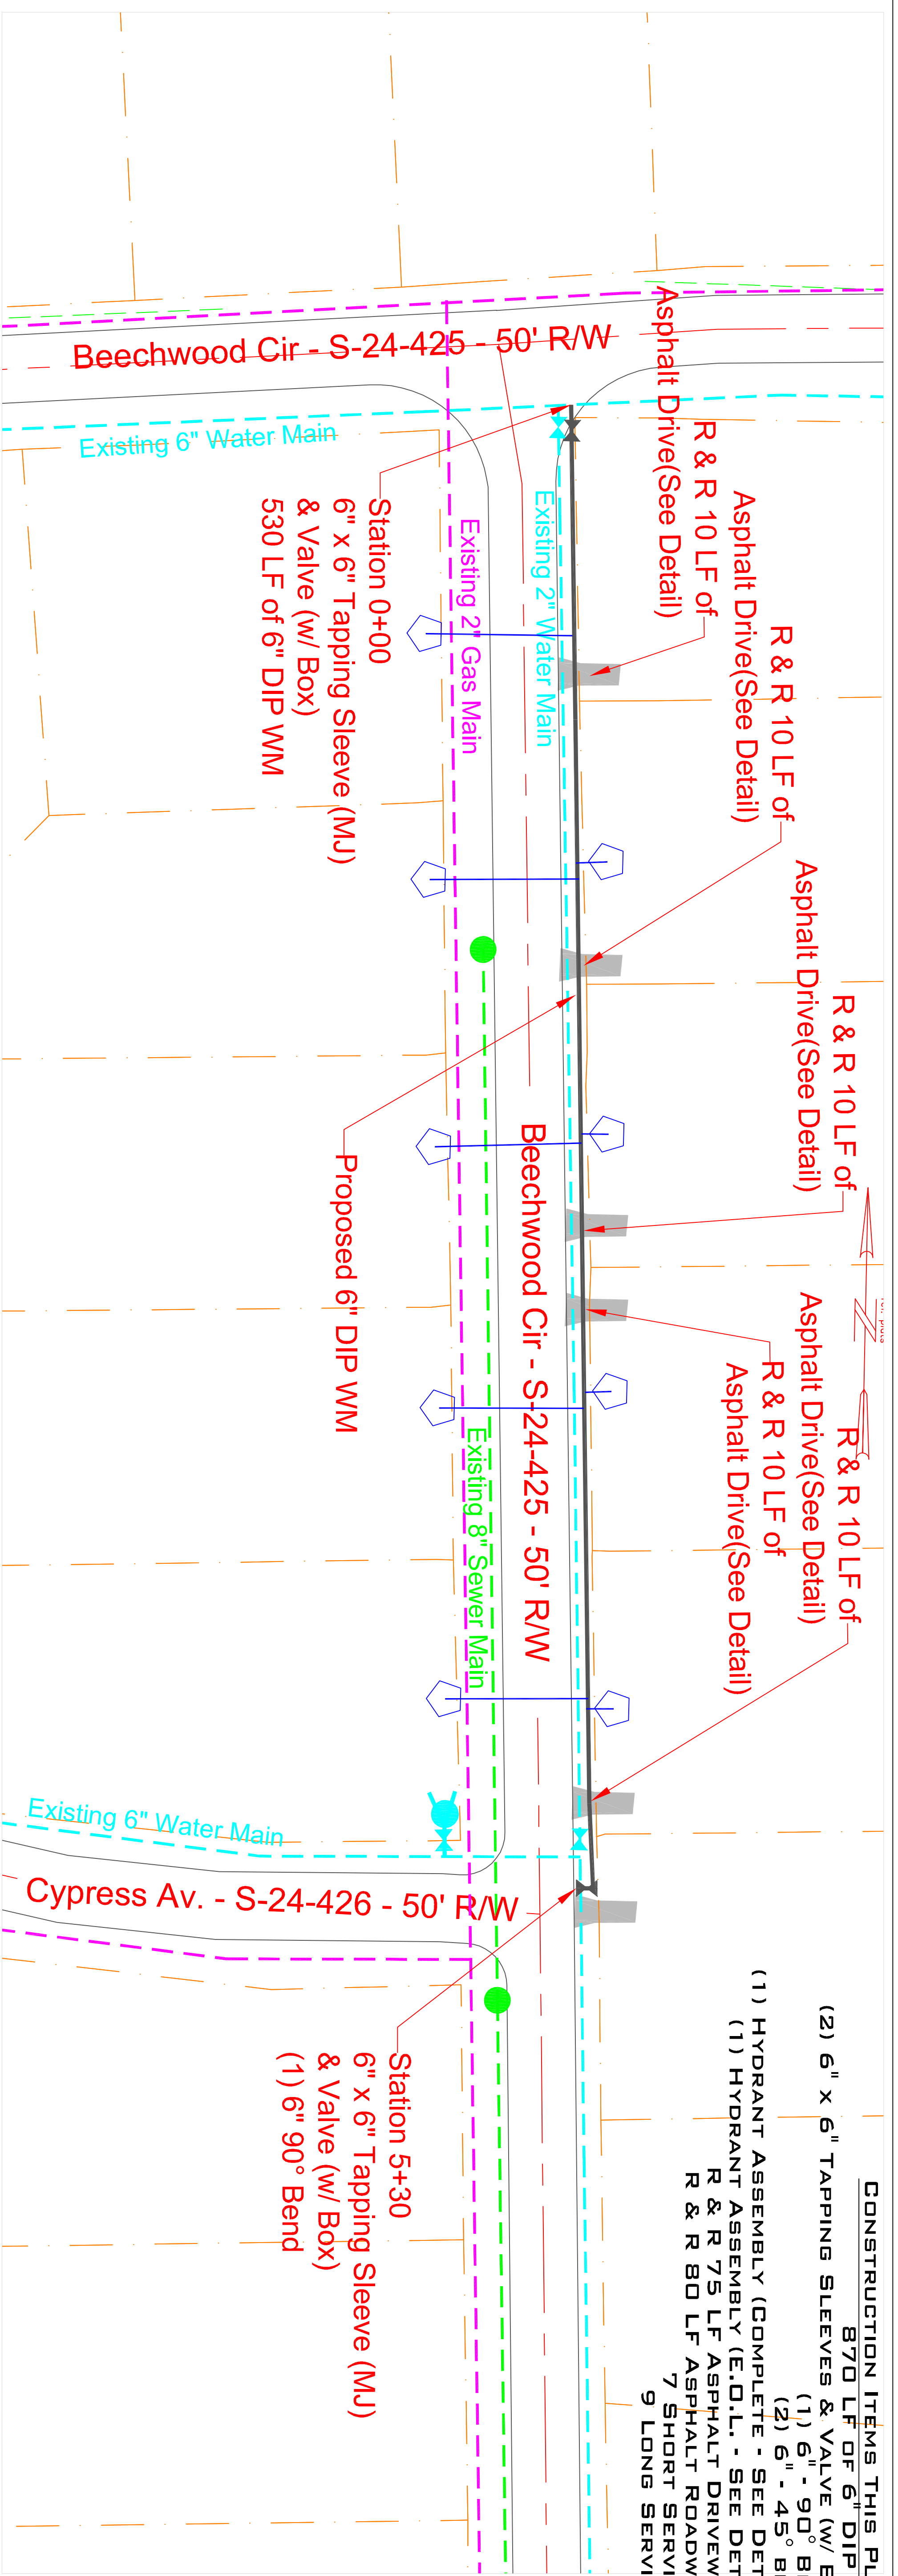 Beechwood Cir - S-24-425 - 50' R/W
Existing 6" Water Main
Station 0+00
6" x 6" Tapping Sleeve (MJ)
& Valve (w/ Box)
530 LF of 6" DIP WM
Existing 2" Gas Main
Existing 2" Water Main
R & R 10 LF of
Asphalt Drive(See Detail)
R & R 10 LF of
Asphalt Drive(See Detail)
R & R 10 LF of
Asphalt Drive(See Detail)
R & R 10 LF of
Asphalt Drive(See Detail)
R & R 10 LF of
Asphalt Drive(See Detail)
N
Proposed 6" DIP WM
Beechwood Cir - S-24-425 - 50' R/W
Existing 8" Sewer Main
Existing 6" Water Main
Cypress Av. - S-24-426 - 50' R/W
Station 5+30
6" x 6" Tapping Sleeve (MJ)
& Valve (w/ Box)
(1) 6" 90° Bend
CONSTRUCTION ITEMS THIS PL
870 LF OF 6" DIP
(2) 6" X 6" TAPPING SLEEVES & VALVE (W/
(1) 6" - 90° B
(2) 6" - 45° B
(1) HYDRANT ASSEMBLY (COMPLETE - SEE DET
(1) HYDRANT ASSEMBLY (E.O.L. - SEE DET
R & R 75 LF ASPHALT DRIVEW
R & R 80 LF ASPHALT ROADW
7 SHORT SERVI
9 LONG SERVI